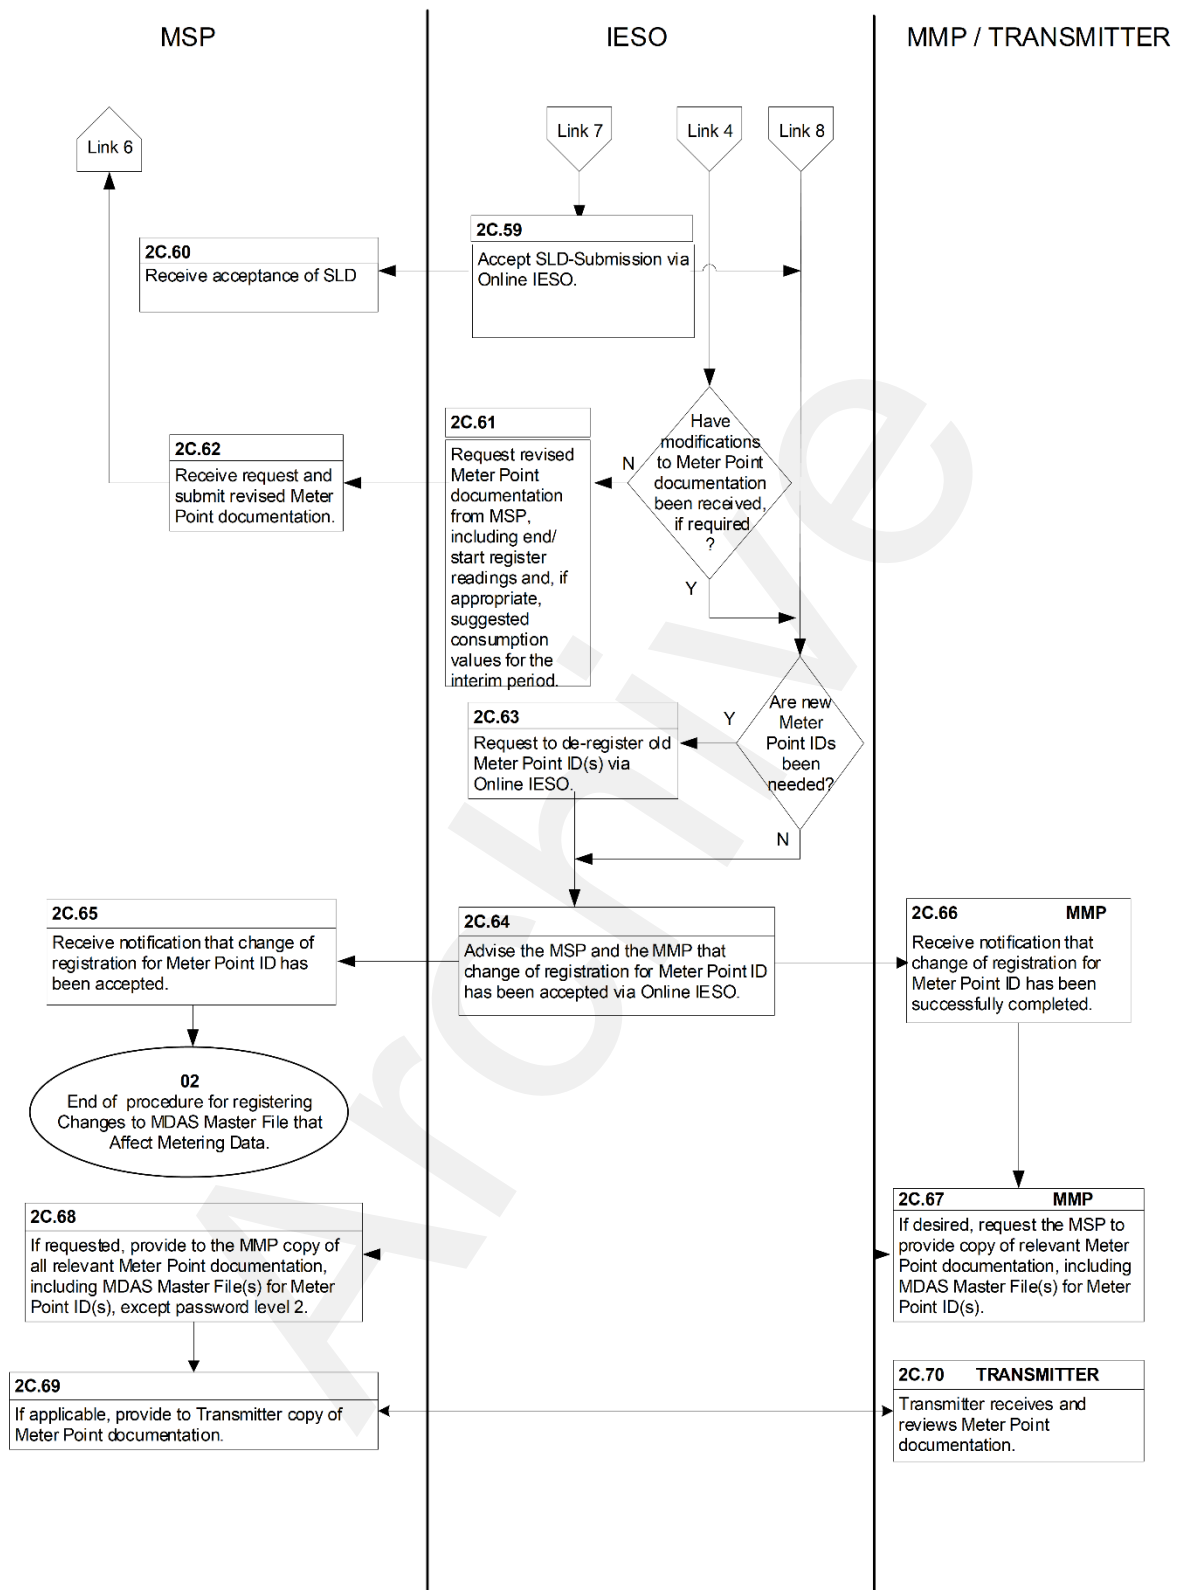 MSP
IESO
MMP / TRANSMITTER
Link 6
Link 7
Link 4
Link 8
2C.59
Accept SLD-Submission via
Online IESO.
2C.60
Receive acceptance of SLD
Have
modifications
to Meter Point
documentation
been received,
if required
?
N
Y
2C.61
Request revised
Meter Point
documentation
from MSP,
including end/
start register
readings and, if
appropriate,
suggested
consumption
values for the
interim period.
2C.62
Receive request and
submit revised Meter
Point documentation.
Are new
Meter
Point IDs
been
needed?
Y
N
2C.63
Request to de-register old
Meter Point ID(s) via
Online IESO.
2C.64
Advise the MSP and the MMP that
change of registration for Meter Point ID
has been accepted via Online IESO.
2C.65
Receive notification that change of
registration for Meter Point ID has
been accepted.
2C.66 MMP
Receive notification that
change of registration for
Meter Point ID has been
successfully completed.
02
End of procedure for registering
Changes to MDAS Master File that
Affect Metering Data.
2C.67 MMP
If desired, request the MSP to
provide copy of relevant Meter
Point documentation, including
MDAS Master File(s) for Meter
Point ID(s).
2C.68
If requested, provide to the MMP copy of
all relevant Meter Point documentation,
including MDAS Master File(s) for Meter
Point ID(s), except password level 2.
2C.69
If applicable, provide to Transmitter copy of
Meter Point documentation.
2C.70 TRANSMITTER
Transmitter receives and
reviews Meter Point
documentation.
Archive